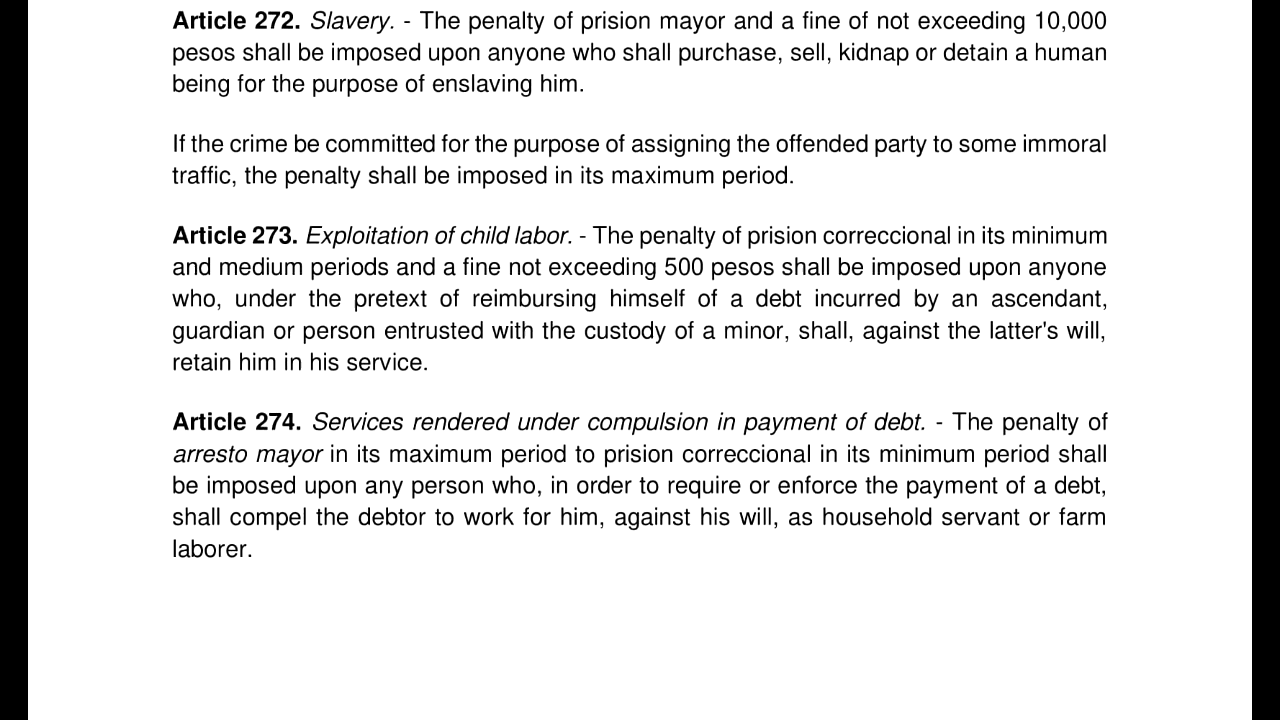 Article 272. Slavery. - The penalty of prision mayor and a fine of not exceeding 10,000
pesos shall be imposed upon anyone who shall purchase, sell, kidnap or detain a human
being for the purpose of enslaving him.
If the crime be committed for the purpose of assigning the offended party to some immoral
traffic, the penalty shall be imposed in its maximum period.
Article 273. Exploitation of child labor. - The penalty of prision correccional in its minimum
and medium periods and a fine not exceeding 500 pesos shall be imposed upon anyone
who, under the pretext of reimbursing himself of a debt incurred by an ascendant,
guardian or person entrusted with the custody of a minor, shall, against the latter's will,
retain him in his service.
Article 274. Services rendered under compulsion in payment of debt. - The penalty of
arresto mayor in its maximum period to prision correccional in its minimum period shall
be imposed upon any person who, in order to require or enforce the payment of a debt,
shall compel the debtor to work for him, against his will, as household servant or farm
laborer.